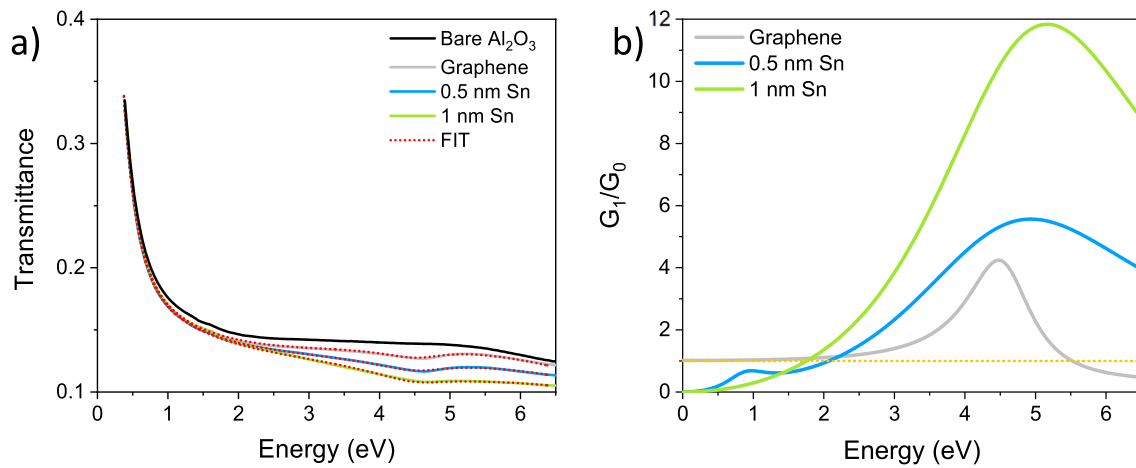 a)
0.4
0.3
0.2
0.1
Transmittance
Bare Al₂O₃
Graphene
0.5 nm Sn
1 nm Sn
FIT
0 1 2 3 4 5 6
Energy (eV)
b)
12
10
8
6
4
2
0
G₁/G₀
Graphene
0.5 nm Sn
1 nm Sn
0 1 2 3 4 5 6
Energy (eV)